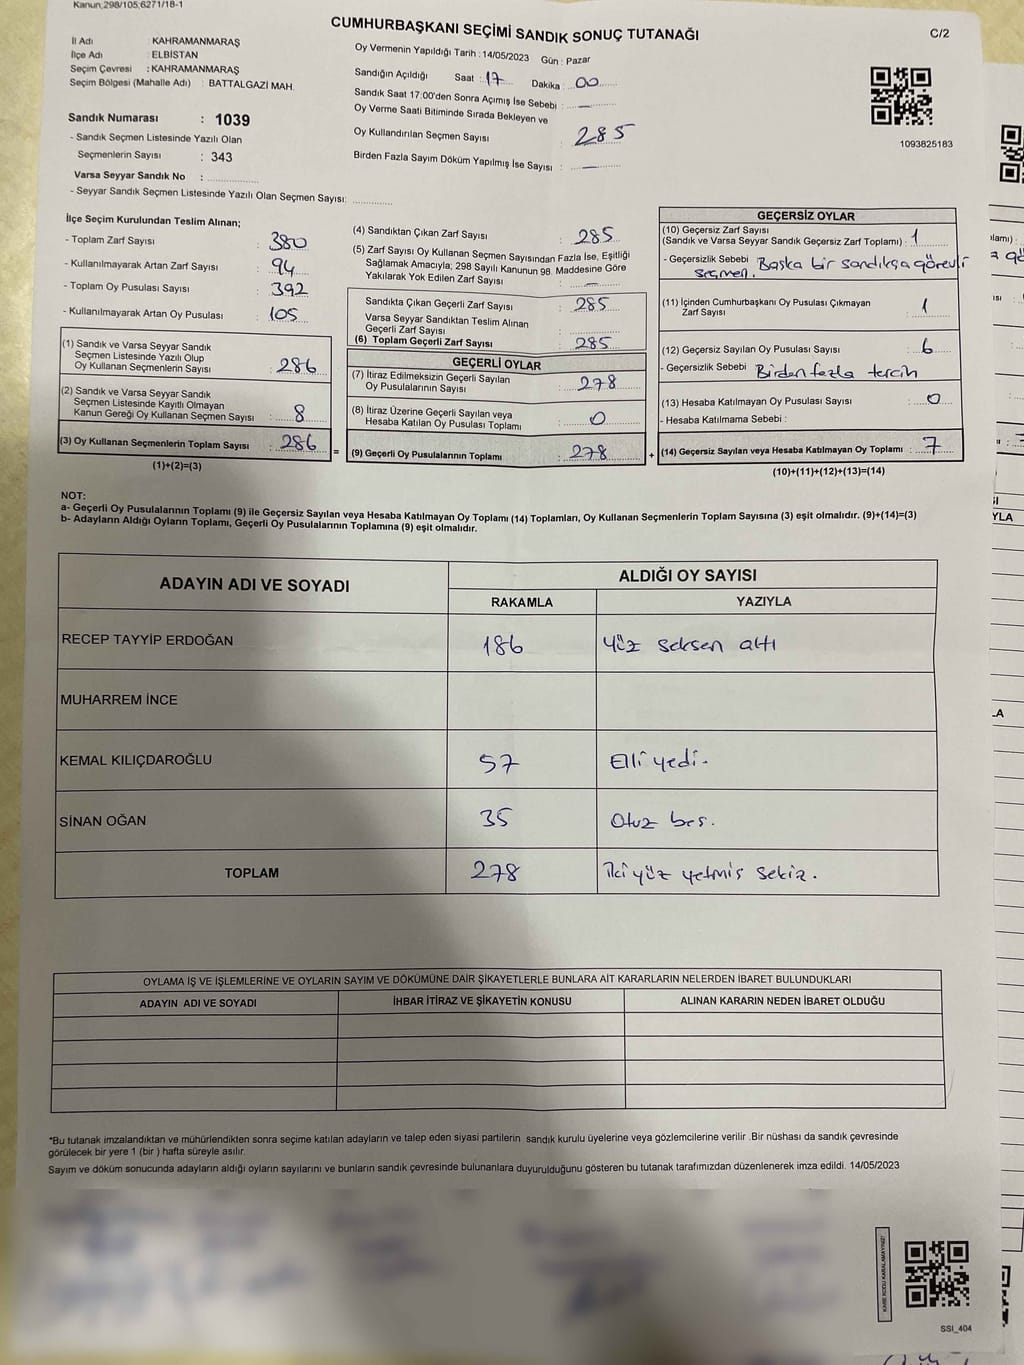 Kanun;298/105;6271/18-1
CUMHURBAŞKANI SEÇİMİ SANDIK SONUÇ TUTANAĞI
C/2
İl Adı : KAHRAMANMARAŞ
İlçe Adı : ELBİSTAN
Seçim Çevresi : KAHRAMANMARAŞ
Seçim Bölgesi (Mahalle Adı) : BATTALGAZİ MAH.
Sandık Numarası : 1039
- Sandık Seçmen Listesinde Yazılı Olan
Seçmenlerin Sayısı : 343
Varsa Seyyar Sandık No :
- Seyyar Sandık Seçmen Listesinde Yazılı Olan Seçmen Sayısı:
Oy Vermenin Yapıldığı Tarih : 14/05/2023 Gün : Pazar
Sandığın Açıldığı Saat : 17 Dakika : 00
Sandık Saat 17:00'den Sonra Açımış İse Sebebi : —
Oy Verme Saati Bitiminde Sırada Bekleyen ve
Oy Kullandırılan Seçmen Sayısı : 285
Birden Fazla Sayım Döküm Yapılmış İse Sayısı : —
1093825183
İlçe Seçim Kurulundan Teslim Alınan;
- Toplam Zarf Sayısı : 380
- Kullanılmayarak Artan Zarf Sayısı : 94
- Toplam Oy Pusulası Sayısı : 392
- Kullanılmayarak Artan Oy Pusulası : 105
(1) Sandık ve Varsa Seyyar Sandık
Seçmen Listesinde Yazılı Olup
Oy Kullanan Seçmenlerin Sayısı : 286
(2) Sandık ve Varsa Seyyar Sandık
Seçmen Listesinde Kayıtlı Olmayan
Kanun Gereği Oy Kullanan Seçmen Sayısı : 8
(3) Oy Kullanan Seçmenlerin Toplam Sayısı : 286
(1)+(2)=(3)
(4) Sandıktan Çıkan Zarf Sayısı : 285
(5) Zarf Sayısı Oy Kullanan Seçmen Sayısından Fazla İse, Eşitliği
Sağlamak Amacıyla; 298 Sayılı Kanunun 98. Maddesine Göre
Yakılarak Yok Edilen Zarf Sayısı : —
Sandıkta Çıkan Geçerli Zarf Sayısı : 285
Varsa Seyyar Sandıktan Teslim Alınan
Geçerli Zarf Sayısı :
(6) Toplam Geçerli Zarf Sayısı : 285
GEÇERLİ OYLAR
(7) İtiraz Edilmeksizin Geçerli Sayılan
Oy Pusulalarının Sayısı : 278
(8) İtiraz Üzerine Geçerli Sayılan veya
Hesaba Katılan Oy Pusulası Toplamı : 0
= (9) Geçerli Oy Pusulalarının Toplamı : 278 +
GEÇERSİZ OYLAR
(10) Geçersiz Zarf Sayısı
(Sandık ve Varsa Seyyar Sandık Geçersiz Zarf Toplamı) : 1
- Geçersizlik Sebebi : Başka bir sandıkça görevli
seçmen.
(11) İçinden Cumhurbaşkanı Oy Pusulası Çıkmayan
Zarf Sayısı : 1
(12) Geçersiz Sayılan Oy Pusulası Sayısı : 6
- Geçersizlik Sebebi : Birden fazla tercih
(13) Hesaba Katılmayan Oy Pusulası Sayısı : 0
- Hesaba Katılmama Sebebi :
(14) Geçersiz Sayılan veya Hesaba Katılmayan Oy Toplamı : 7
(10)+(11)+(12)+(13)=(14)
NOT:
a- Geçerli Oy Pusulalarının Toplamı (9) ile Geçersiz Sayılan veya Hesaba Katılmayan Oy Toplamı (14) Toplamları, Oy Kullanan Seçmenlerin Toplam Sayısına (3) eşit olmalıdır. (9)+(14)=(3)
b- Adayların Aldığı Oyların Toplamı, Geçerli Oy Pusulalarının Toplamına (9) eşit olmalıdır.
ADAYIN ADI VE SOYADI
ALDIĞI OY SAYISI
RAKAMLA YAZIYLA
RECEP TAYYİP ERDOĞAN 186 Yüz seksen altı
MUHARREM İNCE
KEMAL KILIÇDAROĞLU 57 Elli yedi.
SİNAN OĞAN 35 Otuz beş.
TOPLAM 278 İki yüz yetmiş sekiz.
OYLAMA İŞ VE İŞLEMLERİNE VE OYLARIN SAYIM VE DÖKÜMÜNE DAİR ŞİKAYETLERLE BUNLARA AİT KARARLARIN NELERDEN İBARET BULUNDUKLARI
ADAYIN ADI VE SOYADI İHBAR İTİRAZ VE ŞİKAYETİN KONUSU ALINAN KARARIN NEDEN İBARET OLDUĞU
*Bu tutanak imzalandıktan ve mühürlendikten sonra seçime katılan adayların ve talep eden siyasi partilerin sandık kurulu üyelerine veya gözlemcilerine verilir .Bir nüshası da sandık çevresinde
görülecek bir yere 1 (bir ) hafta süreyle asılır.
Sayım ve döküm sonucunda adayların aldığı oyların sayılarını ve bunların sandık çevresinde bulunanlara duyurulduğunu gösteren bu tutanak tarafımızdan düzenlenerek imza edildi. 14/05/2023
KARE KODU KARALAMAYINIZ!
SSI_404